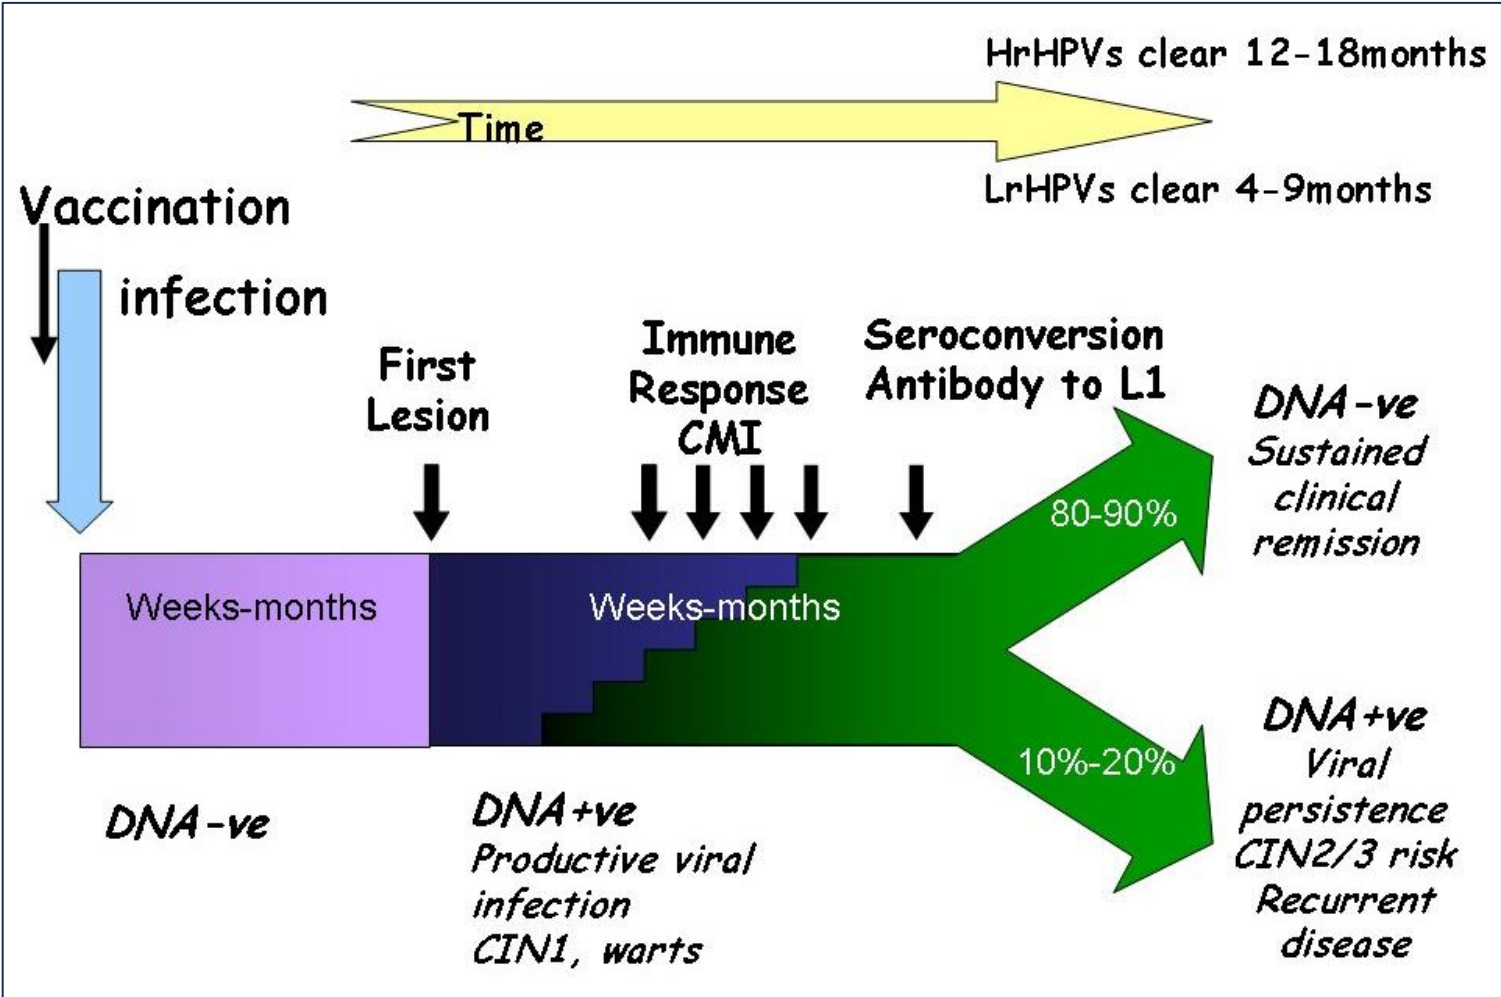 HrHPVs clear 12-18months
Time
LrHPVs clear 4-9months
Vaccination
infection
First
Lesion
Immune
Response
CMI
Seroconversion
Antibody to L1
DNA-ve
Sustained
clinical
remission
80-90%
Weeks-months
Weeks-months
10%-20%
DNA+ve
Viral
persistence
CIN2/3 risk
Recurrent
disease
DNA-ve
DNA+ve
Productive viral
infection
CIN1, warts